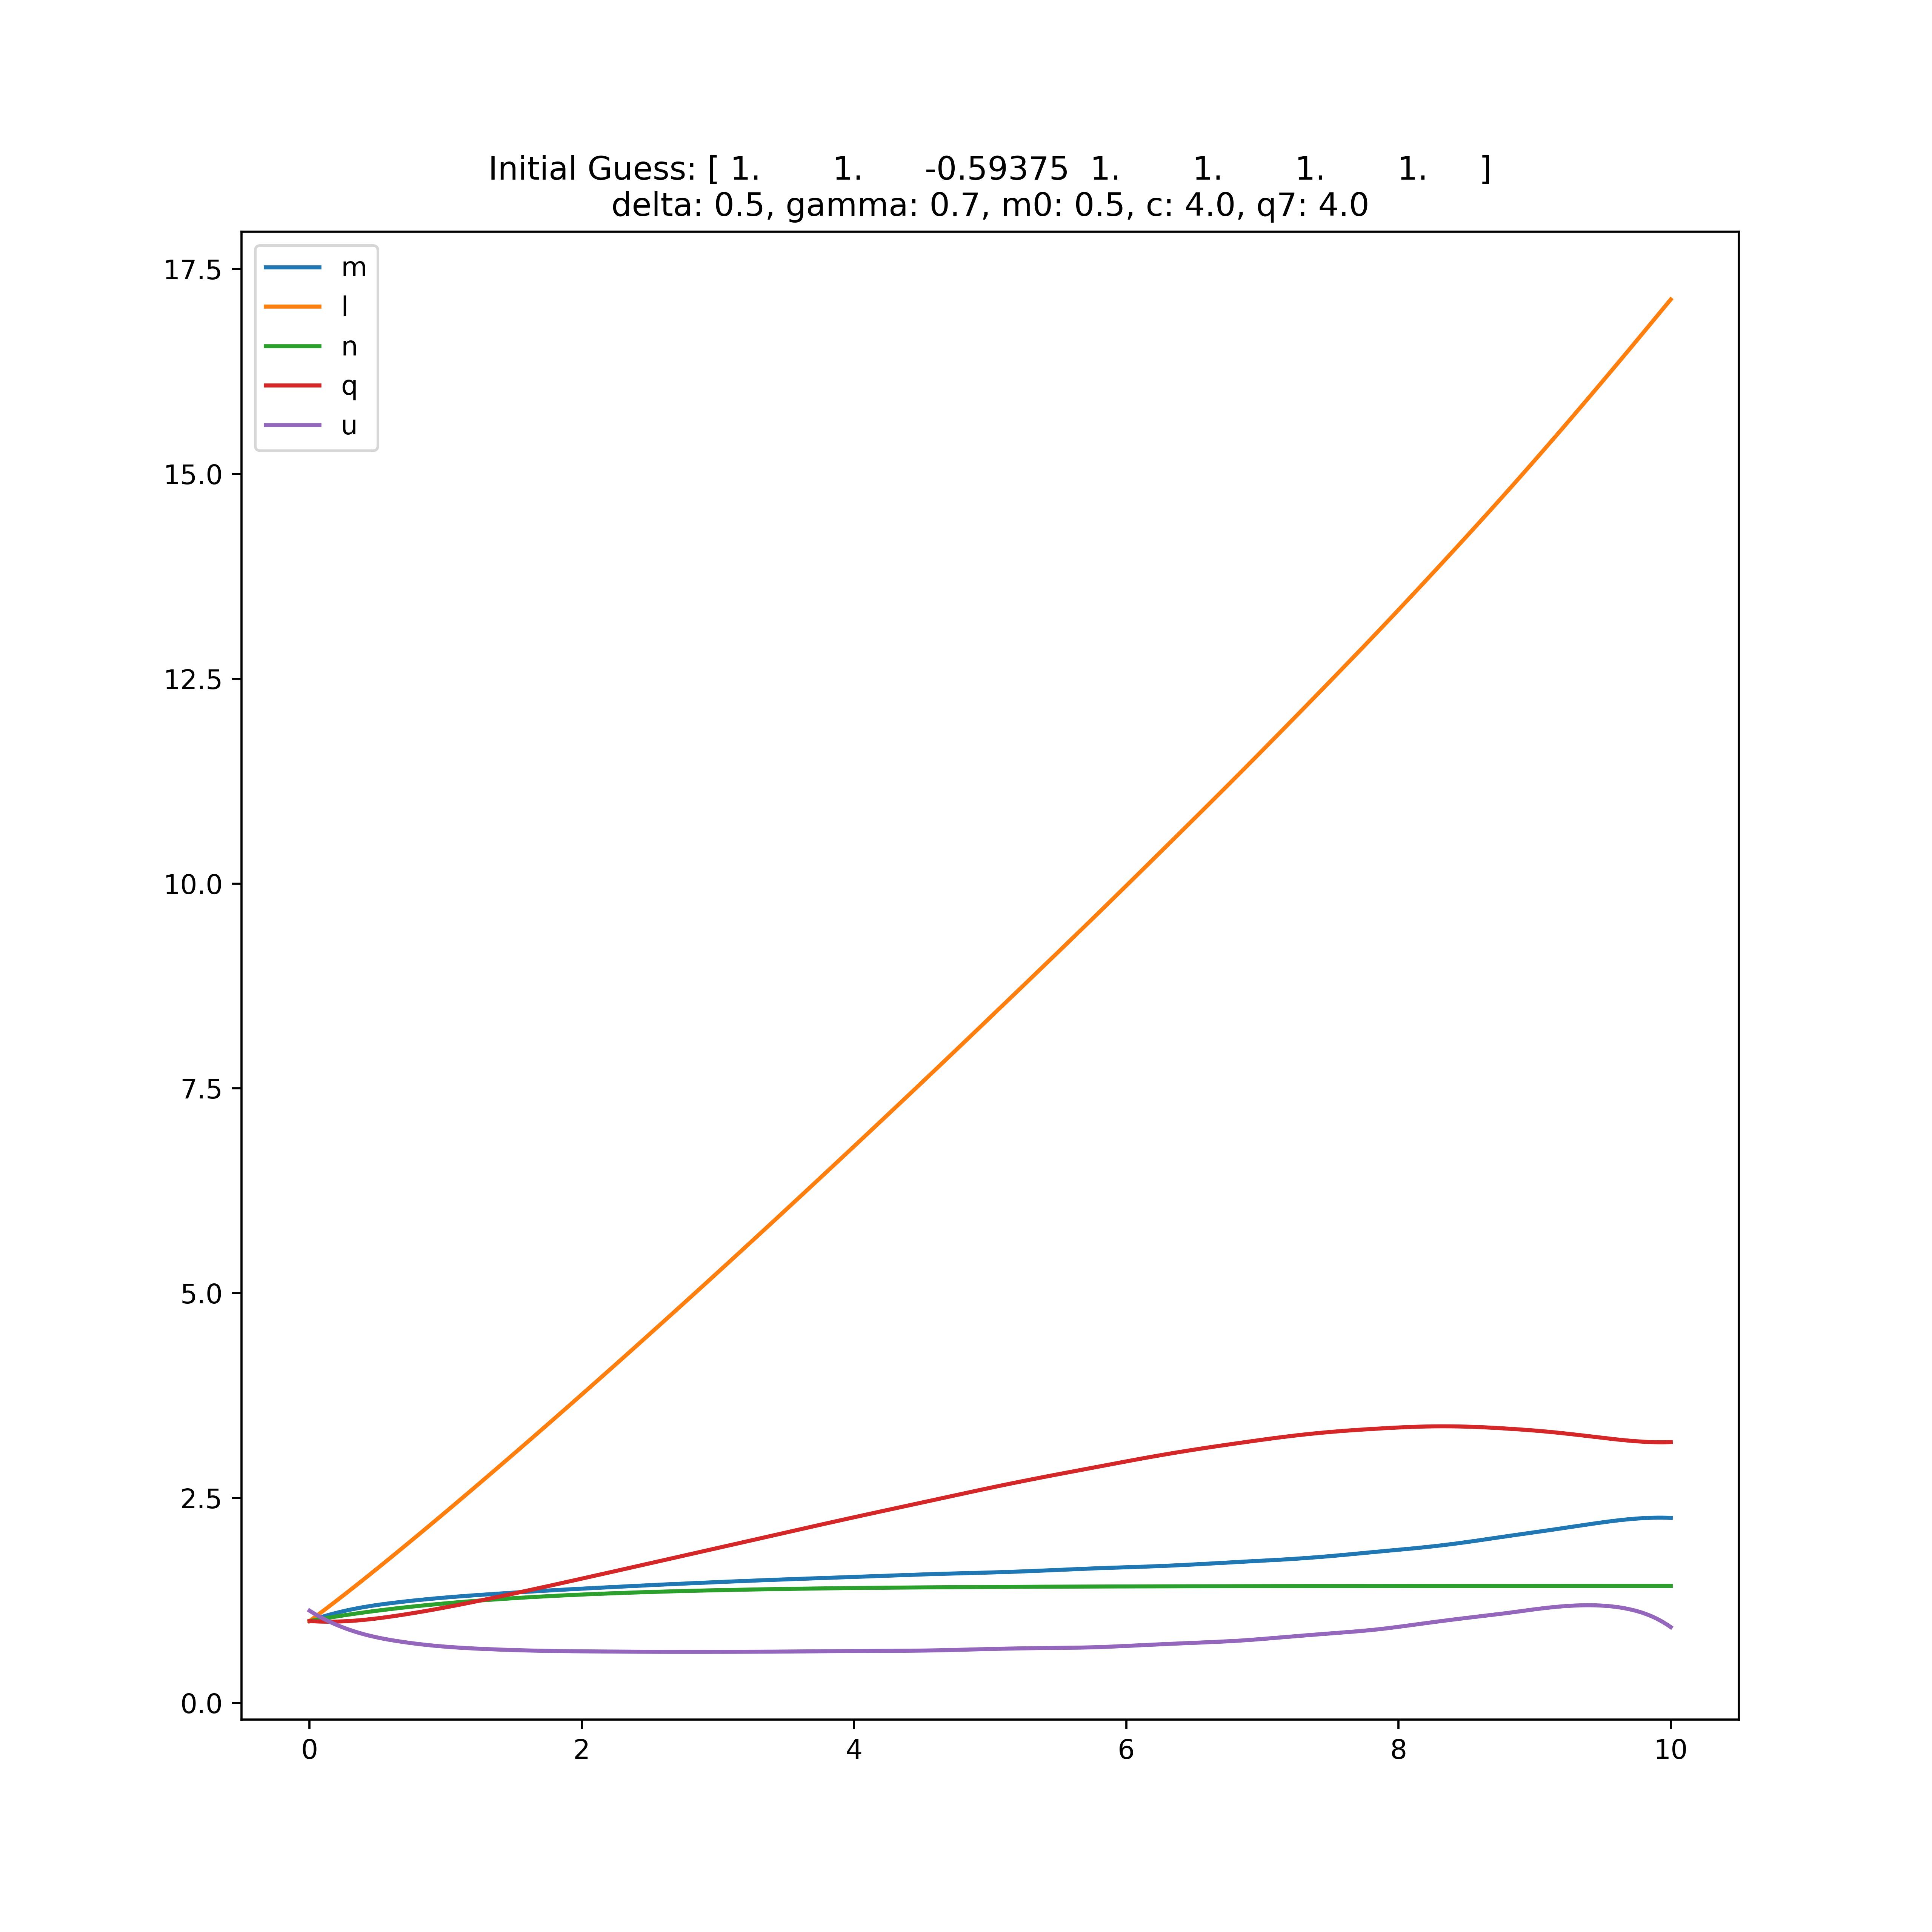 Initial Guess: [ 1. 1. -0.59375 1. 1. 1. 1. ]
delta: 0.5, gamma: 0.7, m0: 0.5, c: 4.0, q7: 4.0
m
l
n
q
u
17.5
15.0
12.5
10.0
7.5
5.0
2.5
0.0
0 2 4 6 8 10